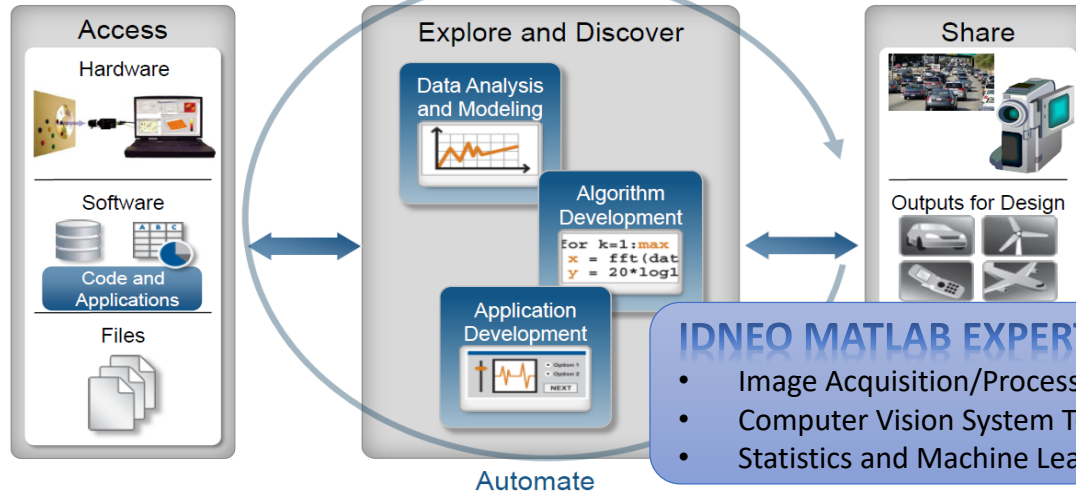 Access
Hardware
Software
A B C
Code and
Applications
Files
Explore and Discover
Data Analysis
and Modeling
Algorithm
Development
for k=1:max
x = fft(dat
y = 20*log1
Application
Development
Option 1
Option 2
NEXT
Automate
Share
Outputs for Design
IDNEO MATLAB EXPERT
• Image Acquisition/Process
• Computer Vision System T
• Statistics and Machine Lea